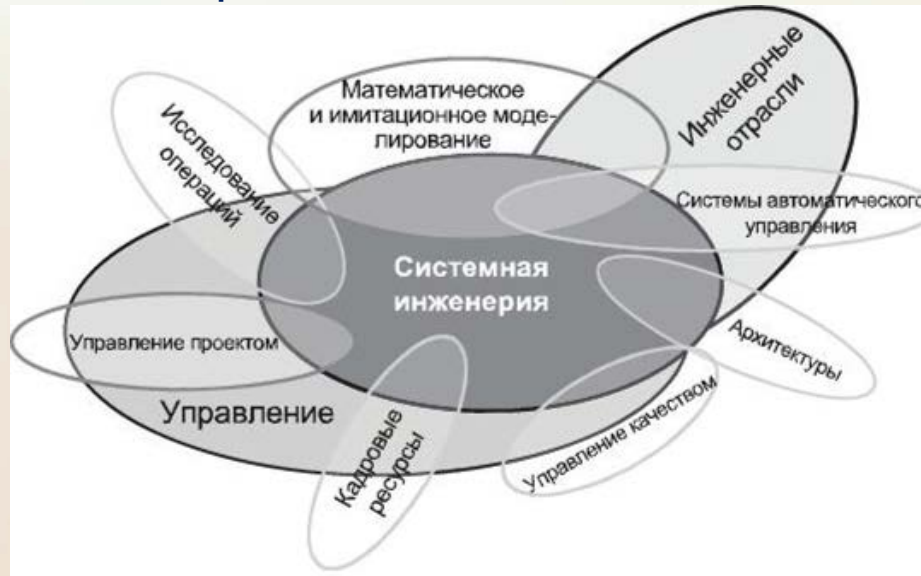 Математическое
и имитационное моде-
лирование
Инженерные
отрасли
Исследование
операций
Системы автоматического
управления
Системная
инженерия
Архитектуры
Управление проектом
Управление
Управление качеством
Кадровые
ресурсы